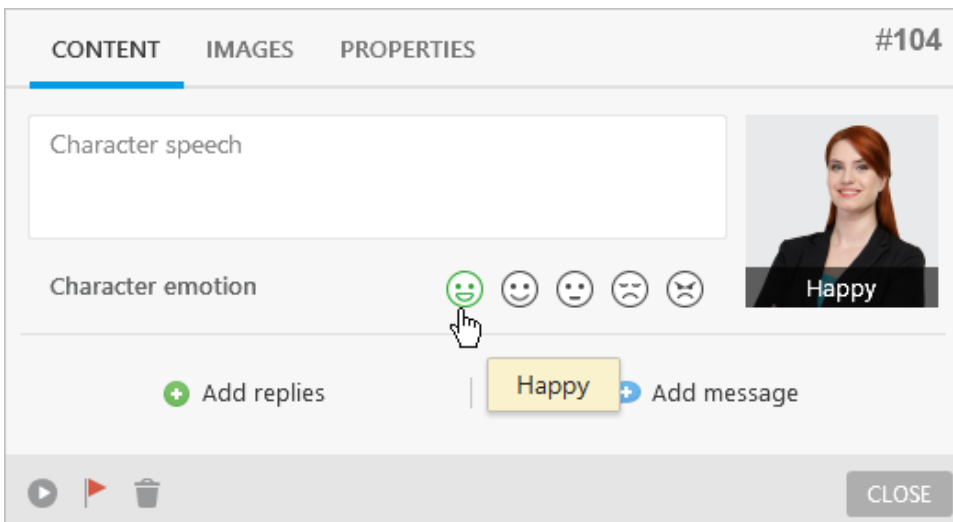 CONTENT IMAGES PROPERTIES #104
Character speech
Character emotion
Happy
Add replies
Happy
Add message
CLOSE